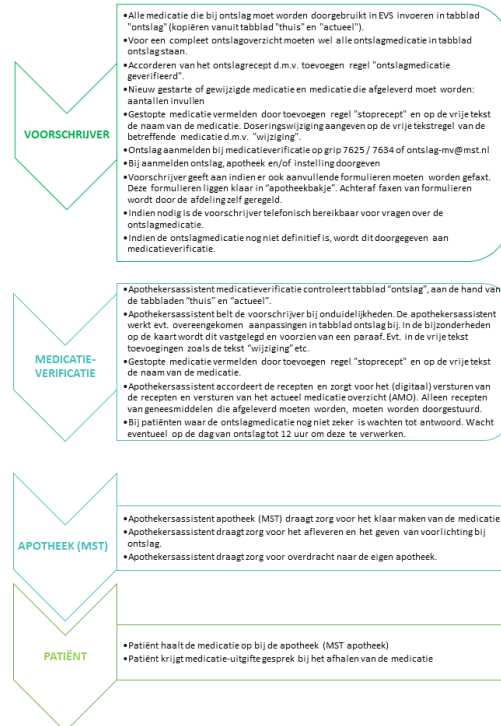 VOORSCHRIJVER
•Alle medicatie die bij ontslag moet worden doorgebruikt in EVS invoeren in tabblad
"ontslag" (kopiëren vanuit tabblad "thuis" en "actueel").
•Voor een compleet ontslagoverzicht moeten wel alle ontslagmedicatie in tabblad
ontslag staan.
•Accorderen van het ontslagrecept d.m.v. toevoegen regel "ontslagmedicatie
geverifieerd".
•Nieuw gestarte of gewijzigde medicatie en medicatie die afgeleverd moet worden:
aantallen invullen
•Gestopte medicatie vermelden door toevoegen regel "stoprecept" en op de vrije tekst
de naam van de medicatie. Doseringswijziging aangeven op de vrije tekstregel van de
betreffende medicatie d.m.v. "wijziging".
•Ontslag aanmelden bij medicatieverificatie op grip 7625 / 7634 of ontslag-mv@mst.nl
•Bij aanmelden ontslag, apotheek en/of instelling doorgeven
•Voorschrijver geeft aan indien er ook aanvullende formulieren moeten worden gefaxt.
Deze formulieren liggen klaar in "apotheekbakje". Achteraf faxen van formulieren
wordt door de afdeling zelf geregeld.
•Indien nodig is de voorschrijver telefonisch bereikbaar voor vragen over de
ontslagmedicatie.
•Indien de ontslagmedicatie nog niet definitief is, wordt dit doorgegeven aan
medicatieverificatie.
MEDICATIE-
VERIFICATIE
•Apothekersassistent medicatieverificatie controleert tabblad "ontslag", aan de hand van
de tabbladen "thuis" en "actueel".
•Apothekersassistent belt de voorschrijver bij onduidelijkheden. De apothekersassistent
werkt evt. overeengekomen aanpassingen in tabblad ontslag bij. In de bijzonderheden
op de kaart wordt dit vastgelegd en voorzien van een paraaf. Evt. in de vrije tekst
toevoegingen zoals de tekst "wijziging" etc.
•Gestopte medicatie vermelden door toevoegen regel "stoprecept" en op de vrije tekst
de naam van de medicatie.
•Apothekersassistent accordeert de recepten en zorgt voor het (digitaal) versturen van
de recepten en versturen van het actueel medicatie overzicht (AMO). Alleen recepten
van geneesmiddelen die afgeleverd moeten worden, moeten worden doorgestuurd.
•Bij patiënten waar de ontslagmedicatie nog niet zeker is wachten tot antwoord. Wacht
eventueel op de dag van ontslag tot 12 uur om deze te verwerken.
APOTHEEK (MST)
•Apothekersassistent apotheek (MST) draagt zorg voor het klaar maken van de medicatie.
•Apothekersassistent draagt zorg voor het afleveren en het geven van voorlichting bij
ontslag.
•Apothekersassistent draagt zorg voor overdracht naar de eigen apotheek.
PATIËNT
•Patiënt haalt de medicatie op bij de apotheek (MST apotheek)
•Patiënt krijgt medicatie-uitgifte gesprek bij het afhalen van de medicatie